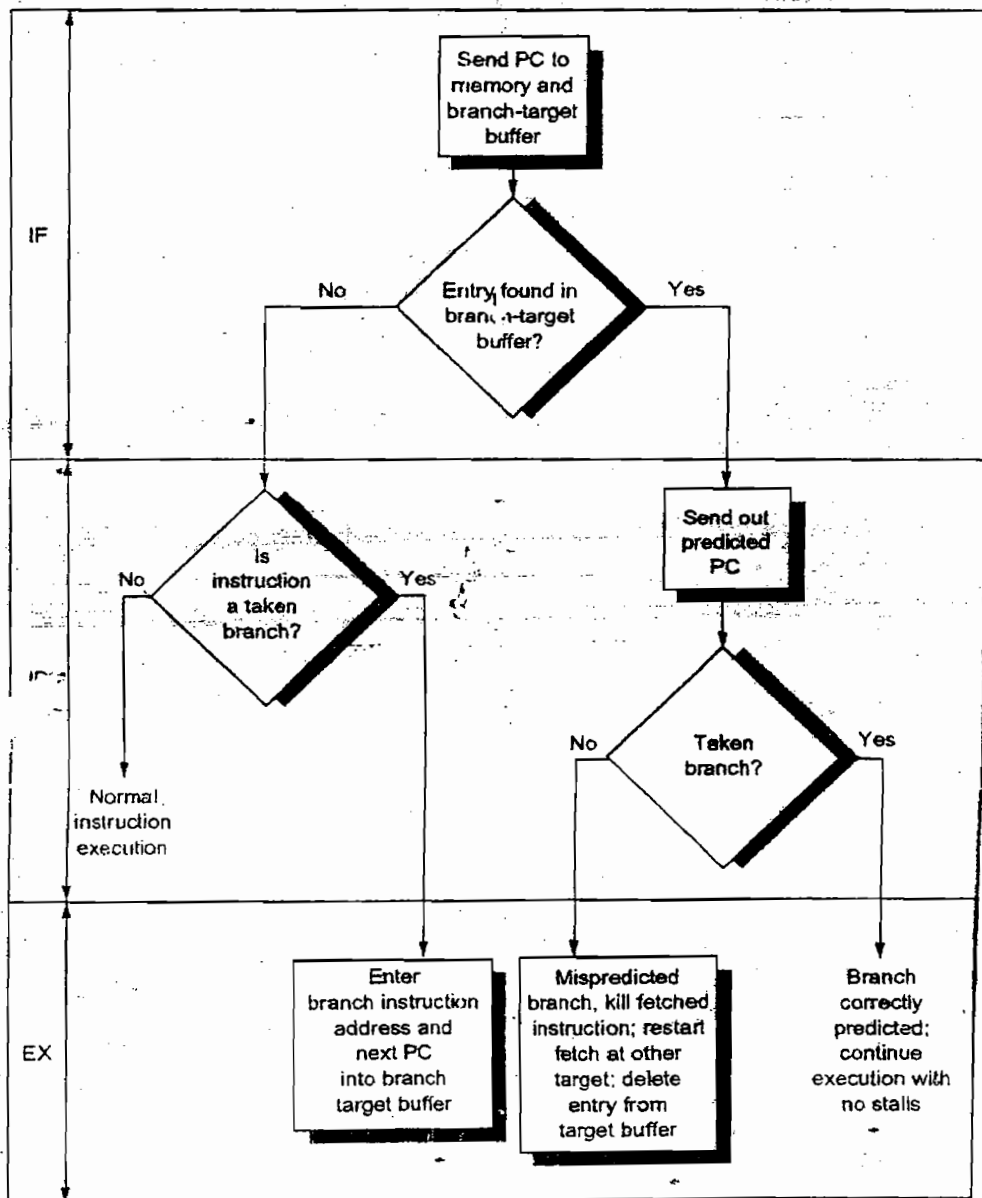 Send PC to
memory and
branch-target
buffer
IF
No
Entry found in
branch-target
buffer?
Yes
Send out
predicted
PC
No
Is
instruction
a taken
branch?
Yes
No
Taken
branch?
Yes
Normal
instruction
execution
EX
Enter
branch instruction
address and
next PC
into branch
target buffer
Mispredicted
branch, kill fetched
instruction; restart
fetch at other
target; delete
entry from
target buffer
Branch
correctly
predicted;
continue
execution with
no stalls